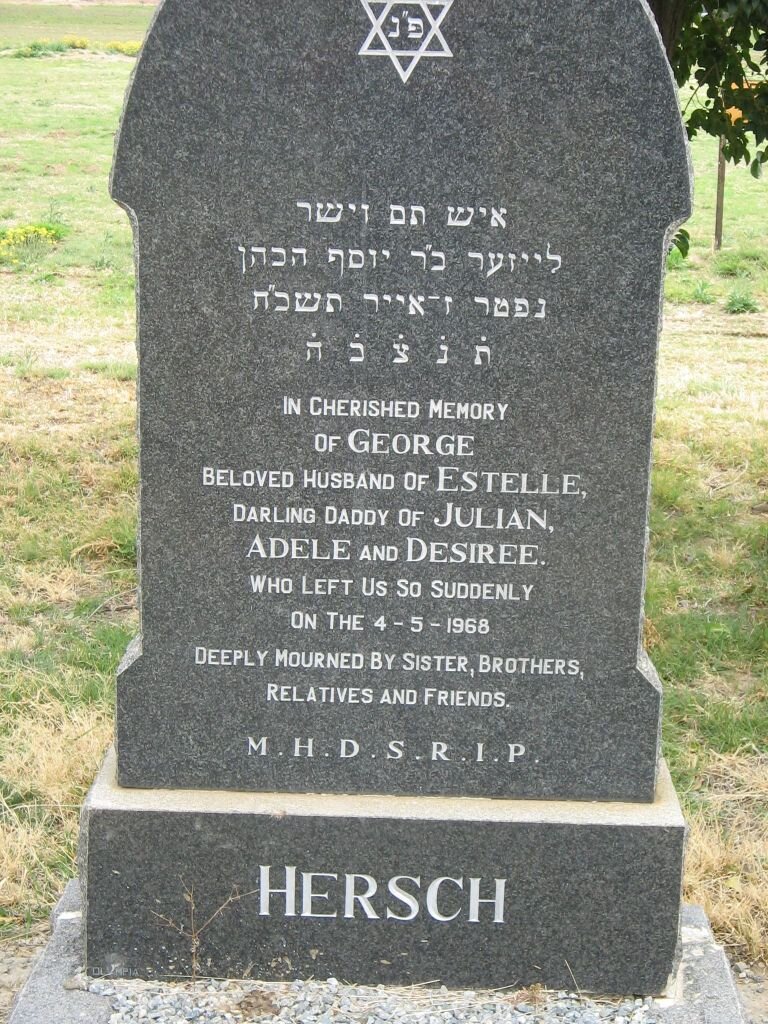 פ"נ
איש תם וישר
לייזער ב"ר יוסף הכהן
נפטר ז־אייר תשכ"ח
ת̇ נ̇ צ̇ ב̇ ה̇
IN CHERISHED MEMORY
OF GEORGE
BELOVED HUSBAND OF ESTELLE,
DARLING DADDY OF JULIAN,
ADELE AND DESIREE.
WHO LEFT US SO SUDDENLY
ON THE 4-5-1968
DEEPLY MOURNED BY SISTER, BROTHERS,
RELATIVES AND FRIENDS.
M.H.D.S.R.I.P.
HERSCH
OLYMPIA